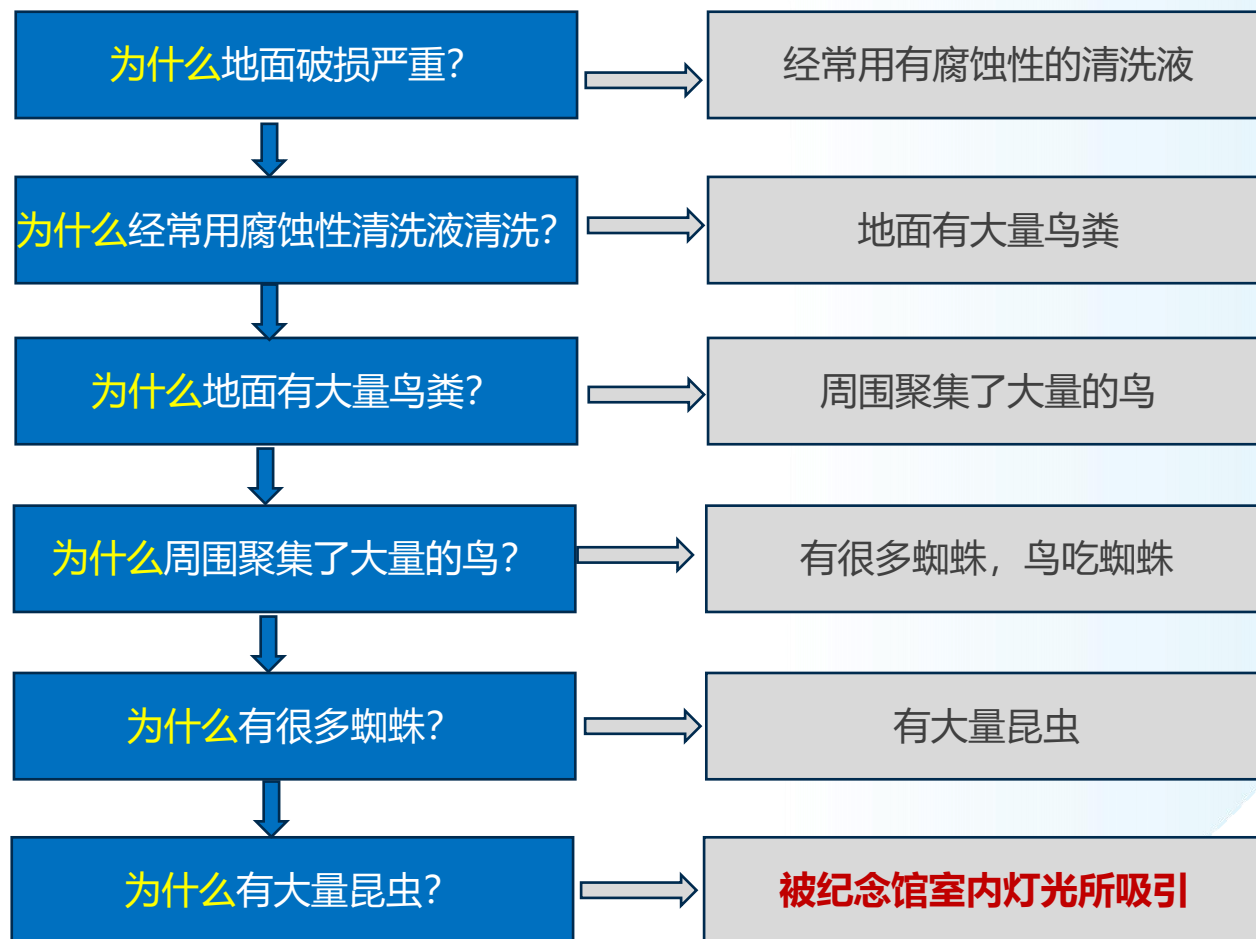 为什么地面破损严重？
经常用有腐蚀性的清洗液
为什么经常用腐蚀性清洗液清洗？
地面有大量鸟粪
为什么地面有大量鸟粪？
周围聚集了大量的鸟
为什么周围聚集了大量的鸟？
有很多蜘蛛，鸟吃蜘蛛
为什么有很多蜘蛛？
有大量昆虫
为什么有大量昆虫？
被纪念馆室内灯光所吸引